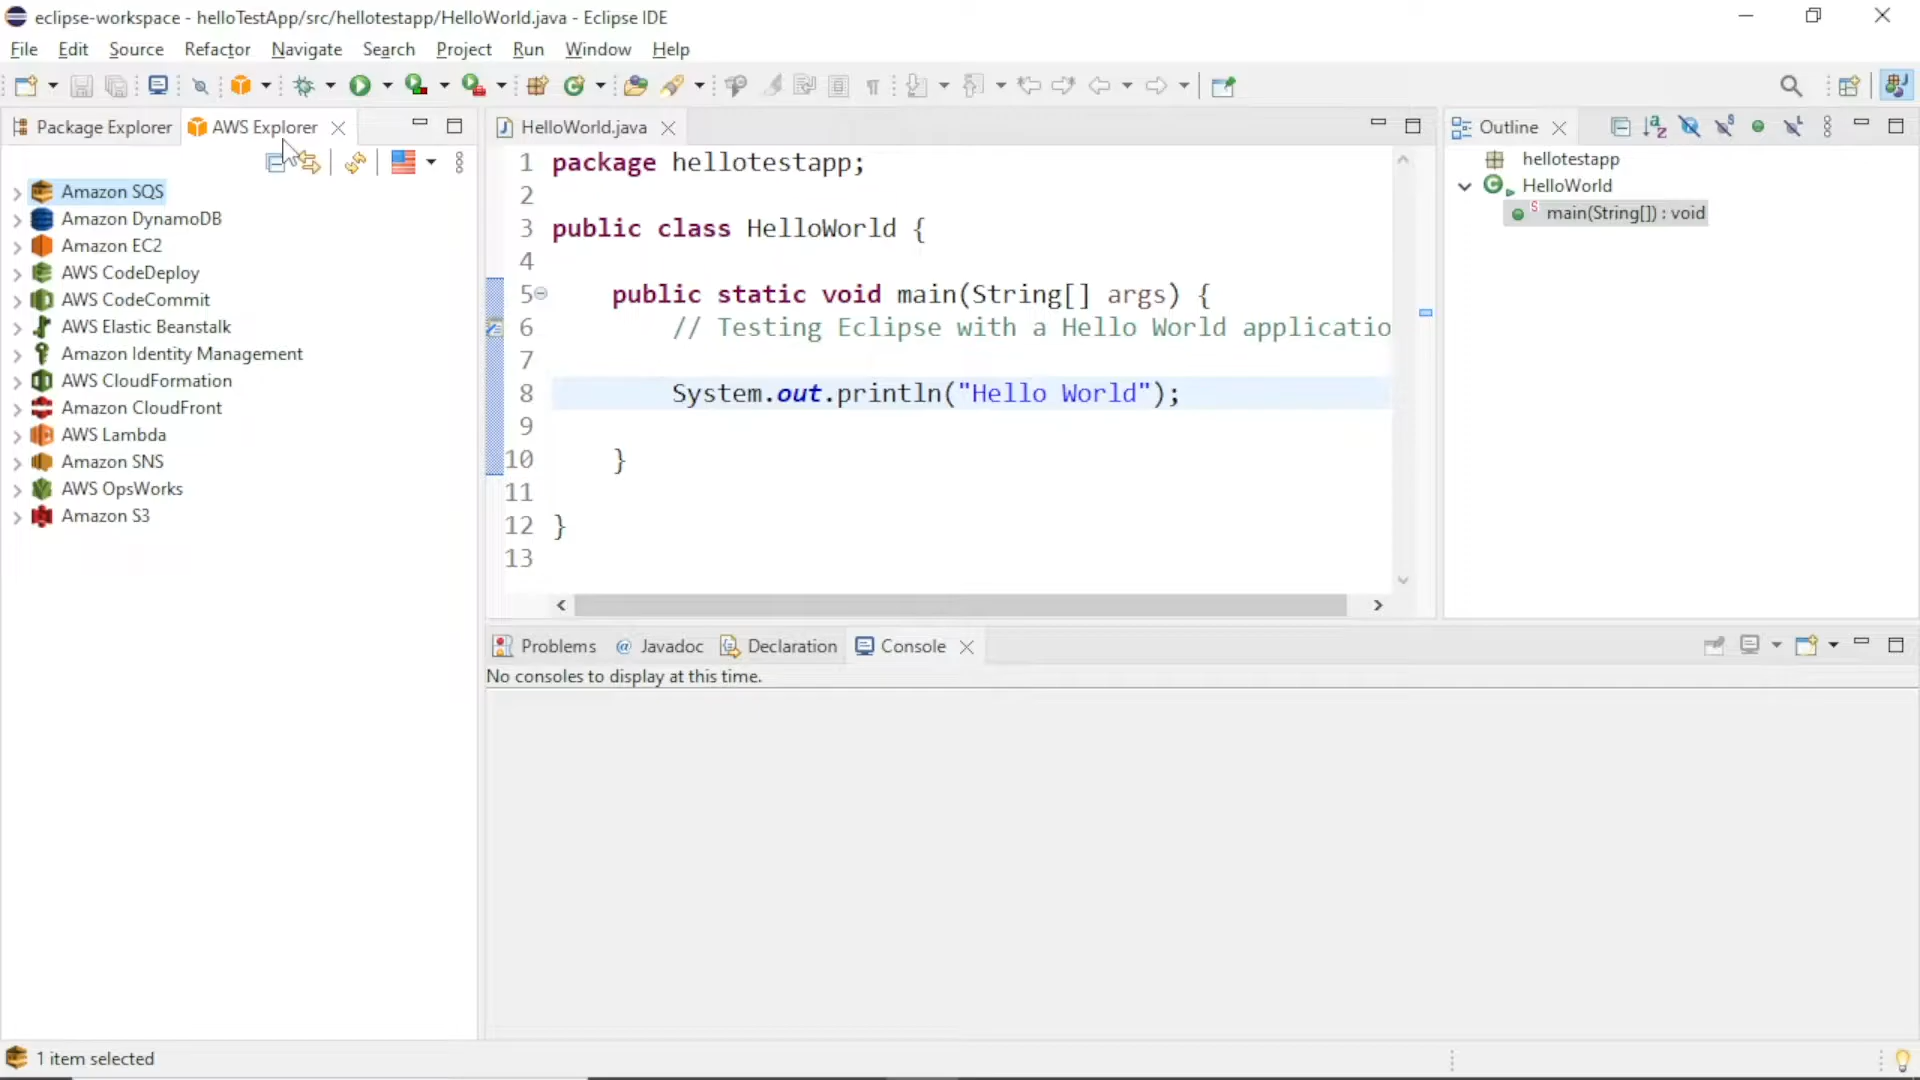 eclipse-workspace - helloTestApp/src/hellotestapp/HelloWorld.java - Eclipse IDE
File Edit Source Refactor Navigate Search Project Run Window Help
Package Explorer AWS Explorer
Amazon SQS
Amazon DynamoDB
Amazon EC2
AWS CodeDeploy
AWS CodeCommit
AWS Elastic Beanstalk
Amazon Identity Management
AWS CloudFormation
Amazon CloudFront
AWS Lambda
Amazon SNS
AWS OpsWorks
Amazon S3
HelloWorld.java
1 package hellotestapp;
2
3 public class HelloWorld {
4
5 public static void main(String[] args) {
6 // Testing Eclipse with a Hello World applicatio
7
8 System.out.println("Hello World");
9
10 }
11
12 }
13
Outline
hellotestapp
HelloWorld
main(String[]) : void
Problems @ Javadoc Declaration Console
No consoles to display at this time.
1 item selected